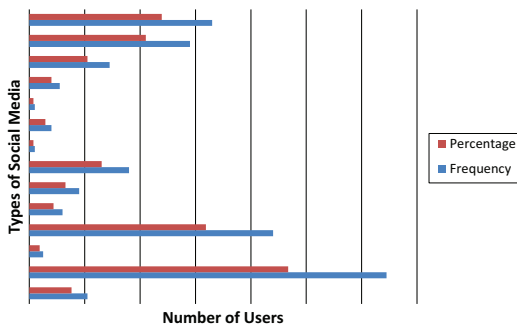 Types of Social Media
Percentage
Frequency
Number of Users